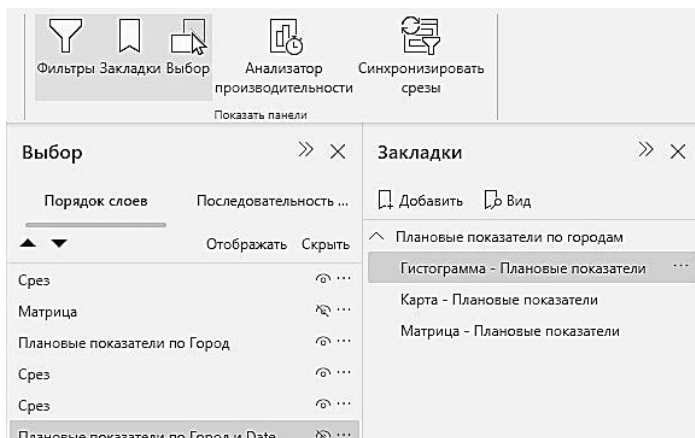 Фильтры Закладки Выбор
Анализатор
производительности
Синхронизировать
срезы
Показать панели
Выбор
Порядок слоев
Последовательность ...
Отображать Скрыть
Срез
Матрица
Плановые показатели по Город
Срез
Срез
Плановые показатели по Город и Date
Закладки
Добавить Вид
Плановые показатели по городам
Гистограмма - Плановые показатели
Карта - Плановые показатели
Матрица - Плановые показатели